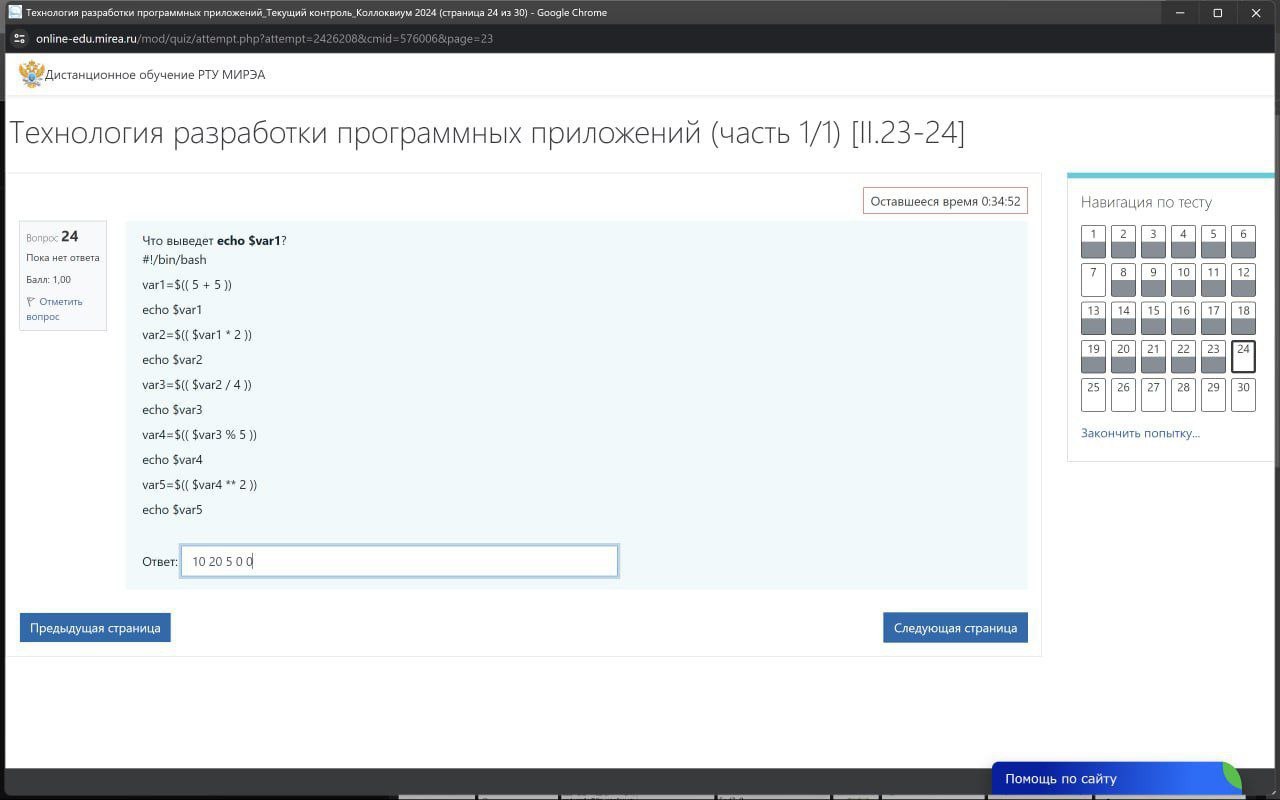 Технология разработки программных приложений_Текущий контроль_Коллоквиум 2024 (страница 24 из 30) - Google Chrome
online-edu.mirea.ru/mod/quiz/attempt.php?attempt=2426208&cmid=576006&page=23
Дистанционное обучение РТУ МИРЭА
Технология разработки программных приложений (часть 1/1) [II.23-24]
Оставшееся время 0:34:52
Вопрос 24
Пока нет ответа
Балл: 1,00
Отметить
вопрос
Что выведет echo $var1?
#!/bin/bash
var1=$(( 5 + 5 ))
echo $var1
var2=$(( $var1 * 2 ))
echo $var2
var3=$(( $var2 / 4 ))
echo $var3
var4=$(( $var3 % 5 ))
echo $var4
var5=$(( $var4 ** 2 ))
echo $var5
Ответ: 10 20 5 0 0
Предыдущая страница
Следующая страница
Навигация по тесту
1 2 3 4 5 6
7 8 9 10 11 12
13 14 15 16 17 18
19 20 21 22 23 24
25 26 27 28 29 30
Закончить попытку...
Помощь по сайту